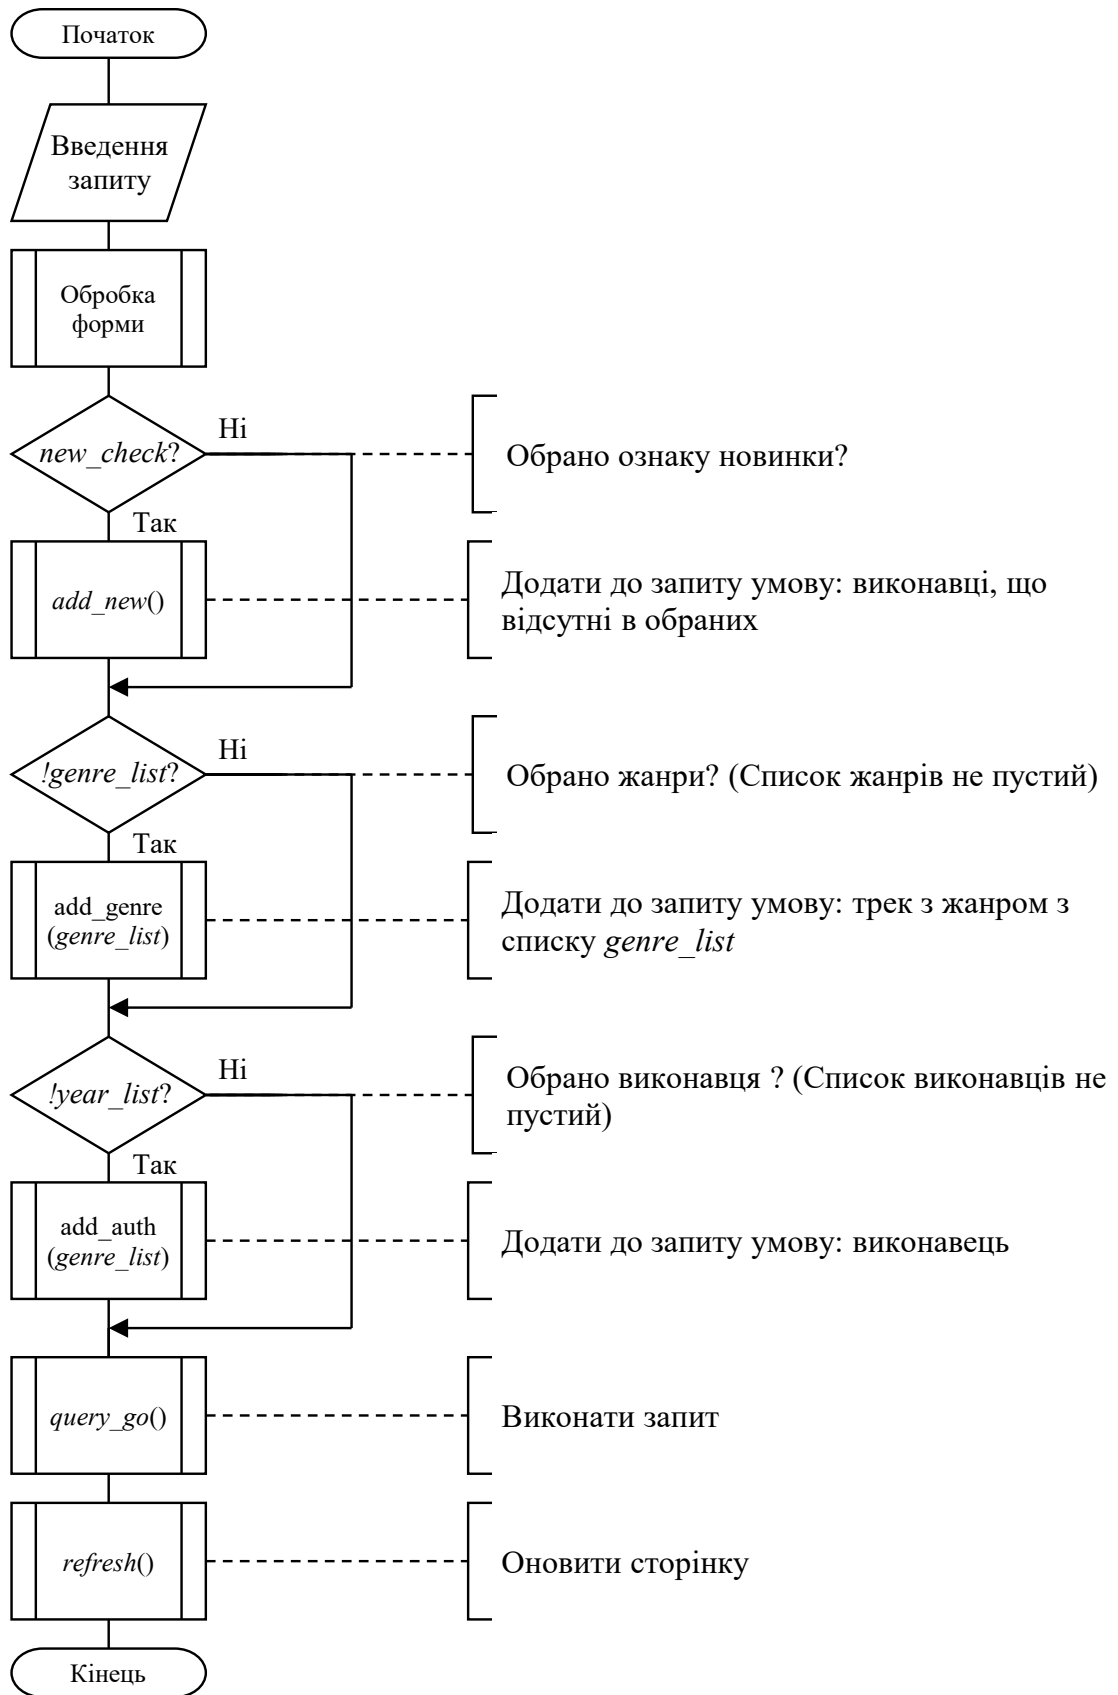 Початок
Введення
запиту
Обробка
форми
new_check?
Ні
Обрано ознаку новинки?
Так
add_new()
Додати до запиту умову: виконавці, що
відсутні в обраних
!genre_list?
Ні
Обрано жанри? (Список жанрів не пустий)
Так
add_genre
(genre_list)
Додати до запиту умову: трек з жанром з
списку genre_list
!year_list?
Ні
Обрано виконавця ? (Список виконавців не
пустий)
Так
add_auth
(genre_list)
Додати до запиту умову: виконавець
query_go()
Виконати запит
refresh()
Оновити сторінку
Кінець